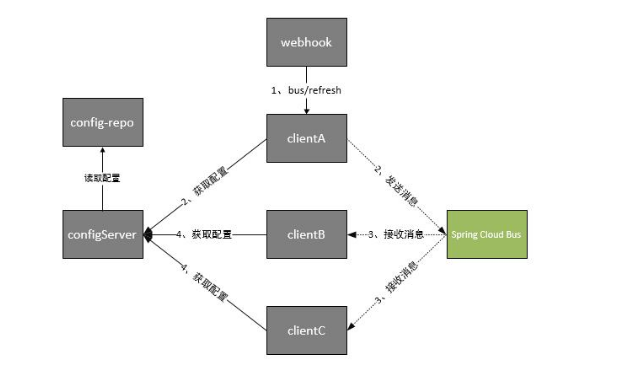 webhook
1、bus/refresh
config-repo
clientA
读取配置
2、获取配置
2、发送消息
configServer
4、获取配置
clientB
3、接收消息
Spring Cloud Bus
4、获取配置
3、接收消息
clientC